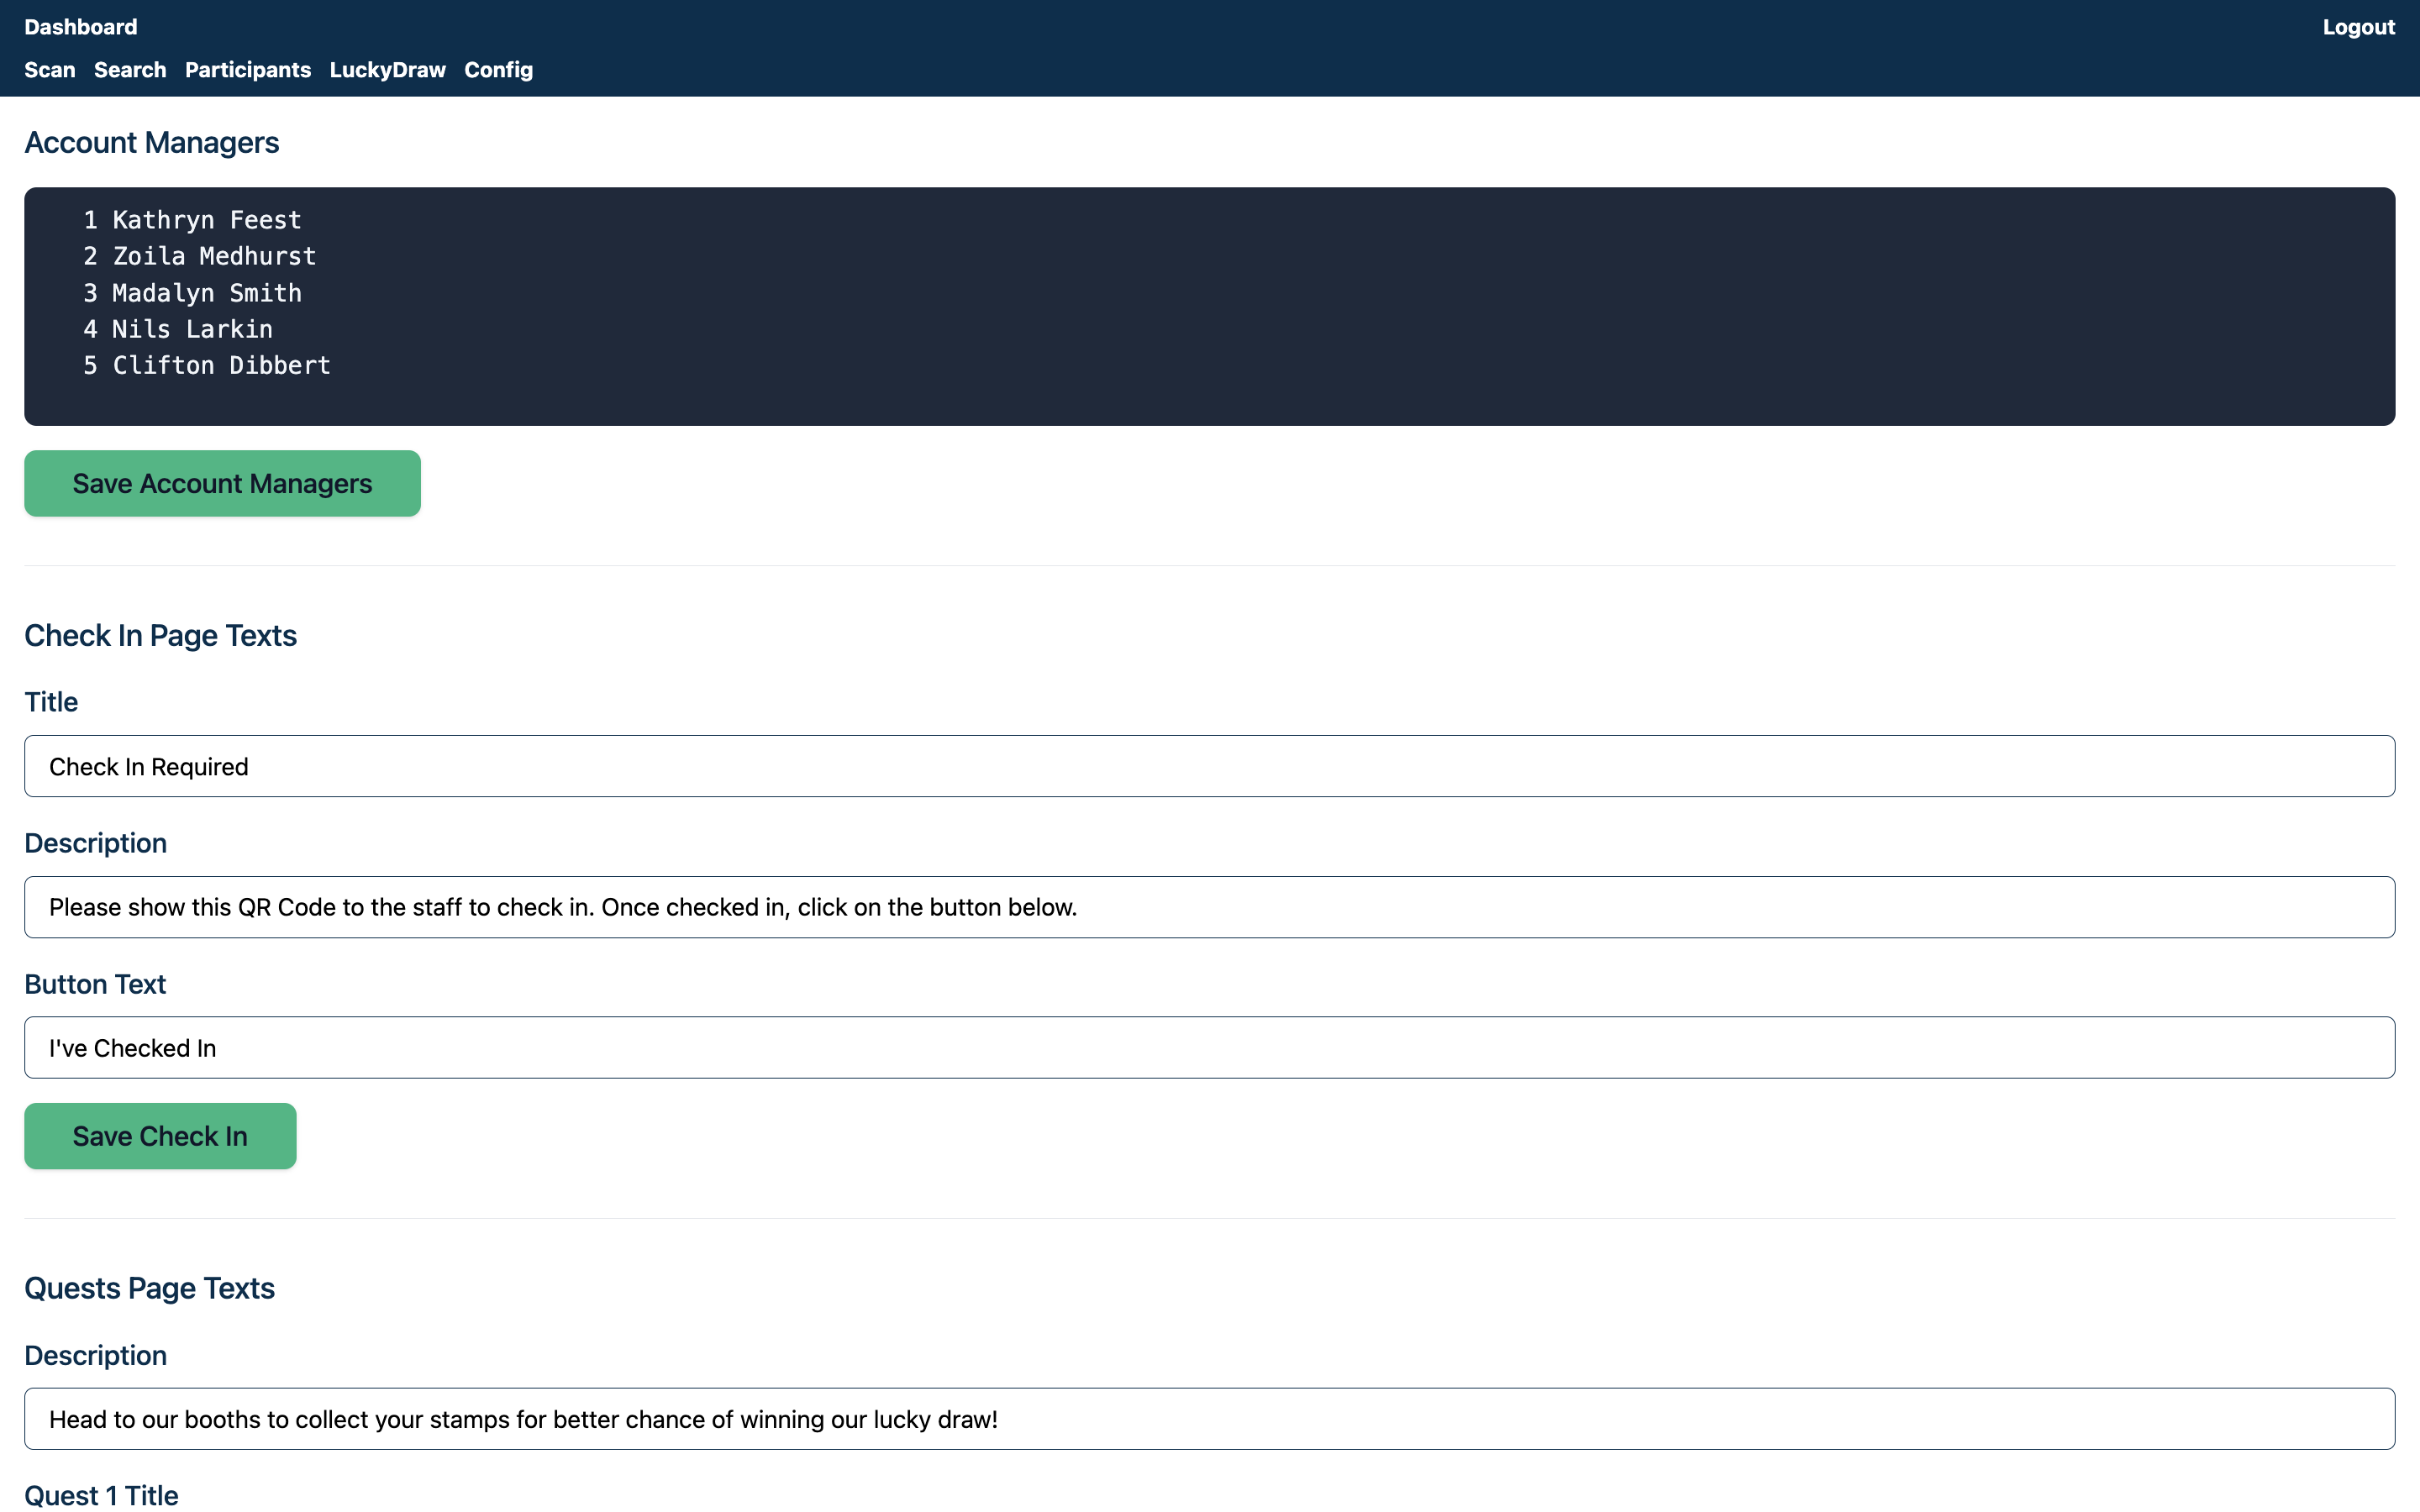 Dashboard
Logout
Scan Search Participants LuckyDraw Config
Account Managers
1 Kathryn Feest
2 Zoila Medhurst
3 Madalyn Smith
4 Nils Larkin
5 Clifton Dibbert
Save Account Managers
Check In Page Texts
Title
Check In Required
Description
Please show this QR Code to the staff to check in. Once checked in, click on the button below.
Button Text
I've Checked In
Save Check In
Quests Page Texts
Description
Head to our booths to collect your stamps for better chance of winning our lucky draw!
Quest 1 Title